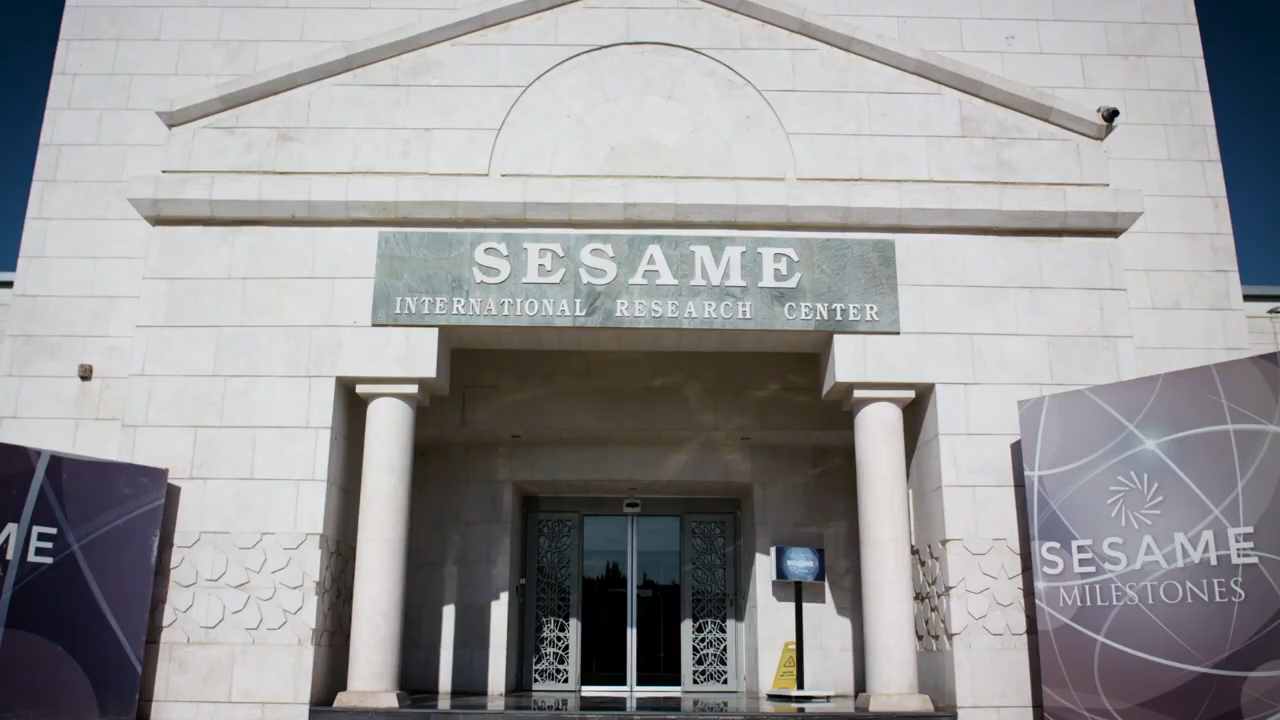 SESAME
INTERNATIONAL RESEARCH CENTER
ME
WELCOME
SESAME
MILESTONES